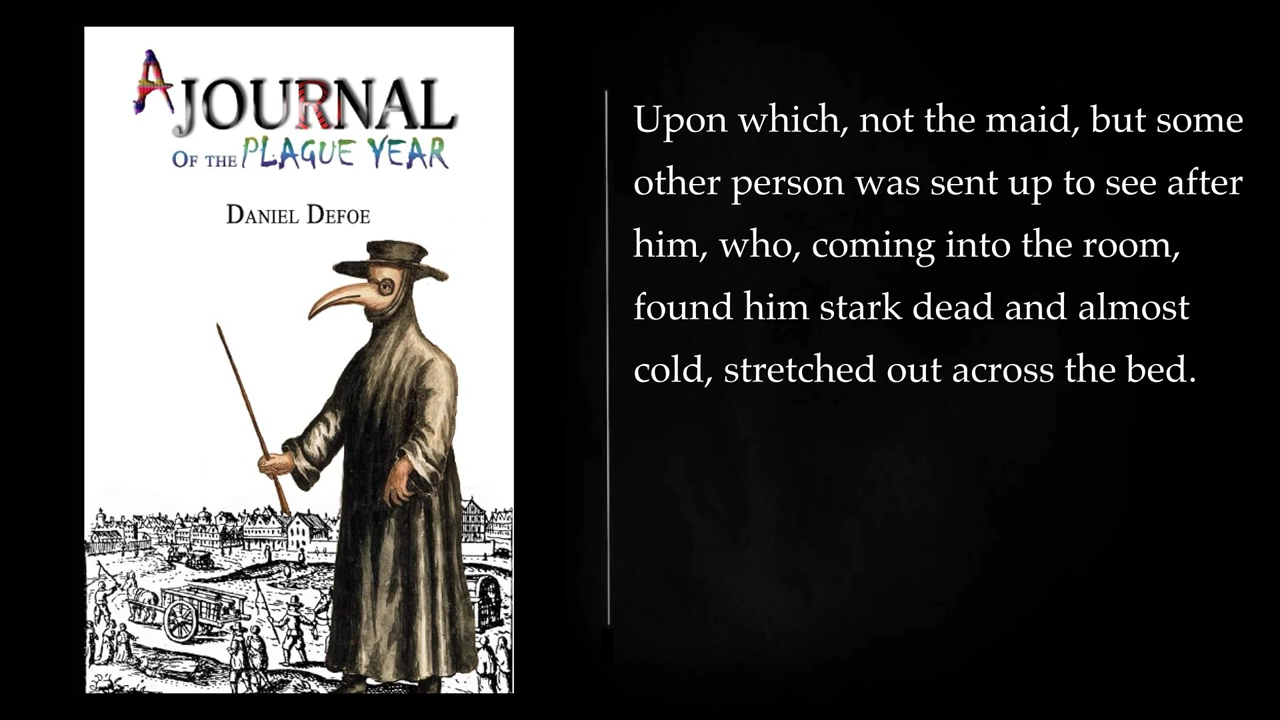 A JOURNAL
OF THE PLAGUE YEAR
DANIEL DEFOE
Upon which, not the maid, but some
other person was sent up to see after
him, who, coming into the room,
found him stark dead and almost
cold, stretched out across the bed.